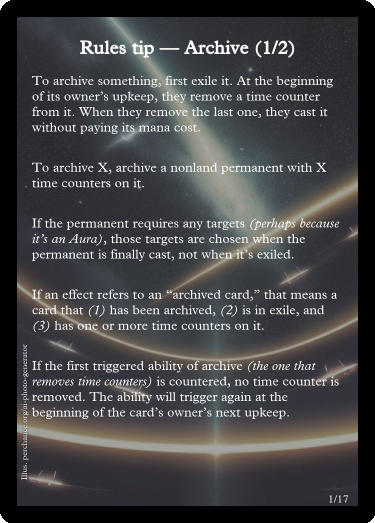 Rules tip — Archive (1/2)
To archive something, first exile it. At the beginning
of its owner's upkeep, they remove a time counter
from it. When they remove the last one, they cast it
without paying its mana cost.
To archive X, archive a nonland permanent with X
time counters on it.
If the permanent requires any targets (perhaps because
it's an Aura), those targets are chosen when the
permanent is finally cast, not when it's exiled.
If an effect refers to an “archived card,” that means a
card that (1) has been archived, (2) is in exile, and
(3) has one or more time counters on it.
If the first triggered ability of archive (the one that
removes time counters) is countered, no time counter is
removed. The ability will trigger again at the
beginning of the card's owner's next upkeep.
Illus. perchance.org/ai-photo-generator
1/17